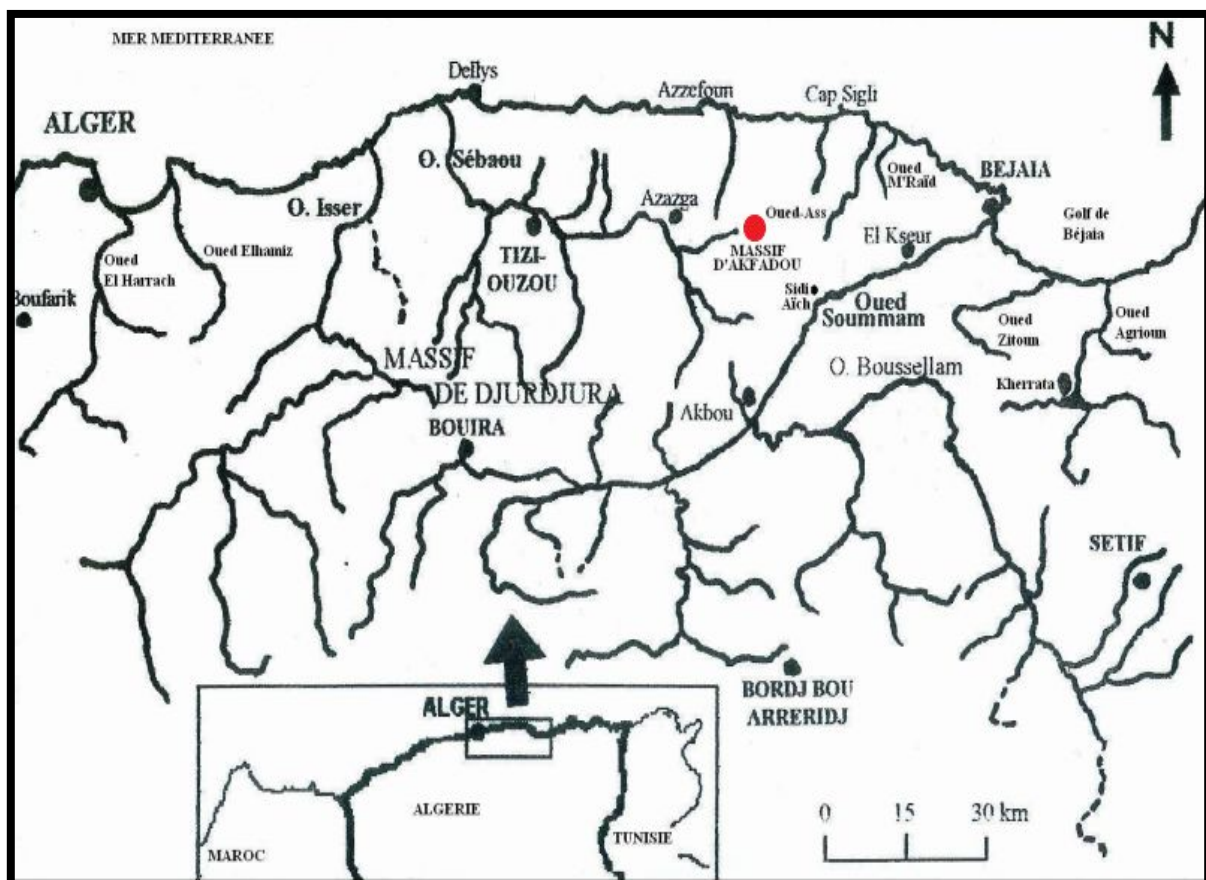 MER MEDITERRANEE
N
Dellys
Azzefoun
Cap Sigli
ALGER
O. Sébaou
Oued
M'Raïd
BEJAIA
O. Isser
Azazga
Oued-Ass
Golf de
Béjaia
El Kseur
Oued Elhamiz
TIZI-
OUZOU
MASSIF
D'AKFADOU
Oued
El Harrach
Boufarik
Sidi
Aïch
Oued
Soummam
Oued
Zitoun
Oued
Agrioun
MASSIF
DE DJURDJURA
O. Boussellam
Kherrata
Akbou
BOUIRA
SETIF
BORDJ BOU
ARRERIDJ
ALGER
ALGERIE
TUNISIE
MAROC
0 15 30 km